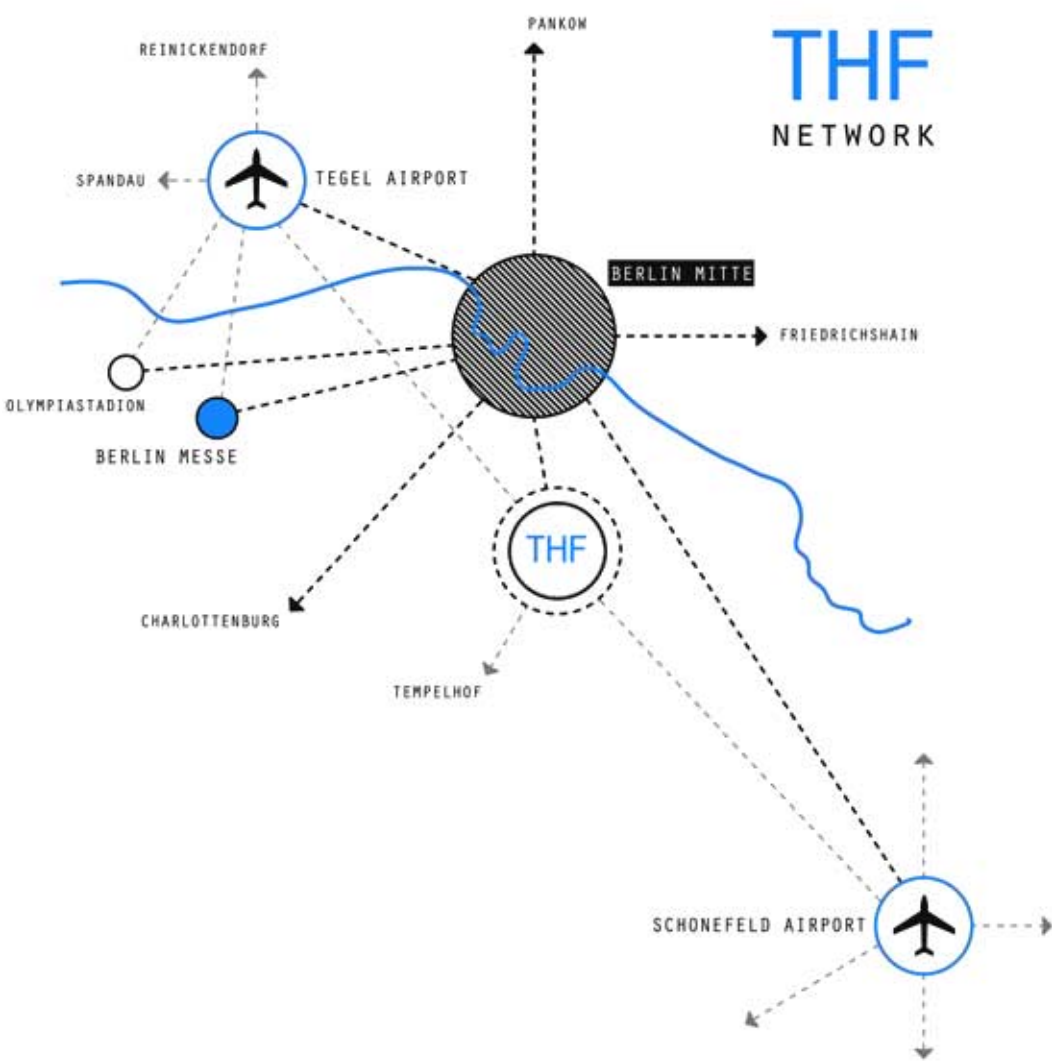 PANKOW
THF
NETWORK
REINICKENDORF
SPANDAU
TEGEL AIRPORT
BERLIN MITTE
FRIEDRICHSHAIN
OLYMPIASTADION
BERLIN MESSE
THF
CHARLOTTENBURG
TEMPELHOF
SCHONEFELD AIRPORT